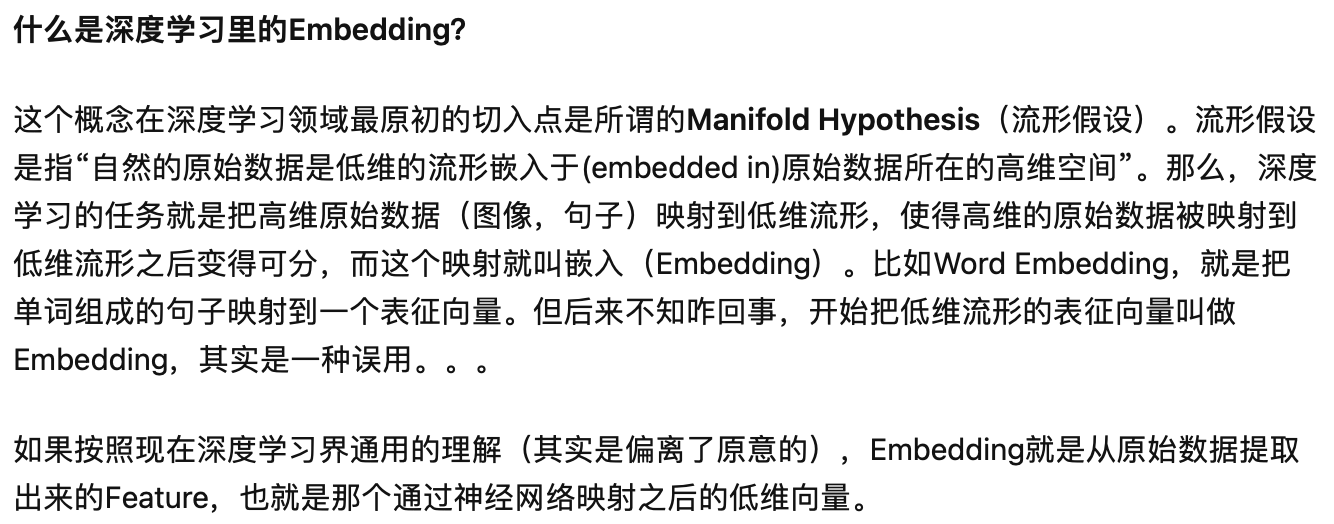 什么是深度学习里的Embedding?
这个概念在深度学习领域最原初的切入点是所谓的Manifold Hypothesis（流形假设）。流形假设
是指“自然的原始数据是低维的流形嵌入于(embedded in)原始数据所在的高维空间”。那么，深度
学习的任务就是把高维原始数据（图像，句子）映射到低维流形，使得高维的原始数据被映射到
低维流形之后变得可分，而这个映射就叫嵌入（Embedding）。比如Word Embedding，就是把
单词组成的句子映射到一个表征向量。但后来不知咋回事，开始把低维流形的表征向量叫做
Embedding，其实是一种误用。。。
如果按照现在深度学习界通用的理解（其实是偏离了原意的），Embedding就是从原始数据提取
出来的Feature，也就是那个通过神经网络映射之后的低维向量。